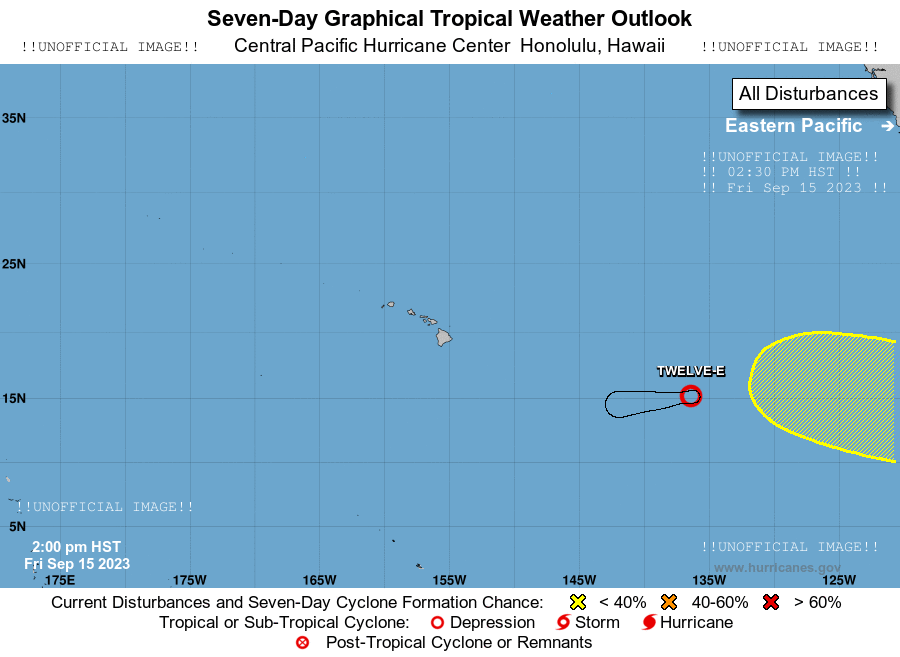 Seven-Day Graphical Tropical Weather Outlook
!!UNOFFICIAL IMAGE!! Central Pacific Hurricane Center Honolulu, Hawaii !!UNOFFICIAL IMAGE!!
All Disturbances
35N
Eastern Pacific →
!!UNOFFICIAL IMAGE!!
!! 02:30 PM HST !!
!! Fri Sep 15 2023 !!
25N
TWELVE-E
15N
!!UNOFFICIAL IMAGE!!
5N
2:00 pm HST
Fri Sep 15 2023
!!UNOFFICIAL IMAGE!!
www.hurricanes.gov
175E 175W 165W 155W 145W 135W 125W
Current Disturbances and Seven-Day Cyclone Formation Chance: < 40% 40-60% > 60%
Tropical or Sub-Tropical Cyclone: Depression Storm Hurricane
Post-Tropical Cyclone or Remnants